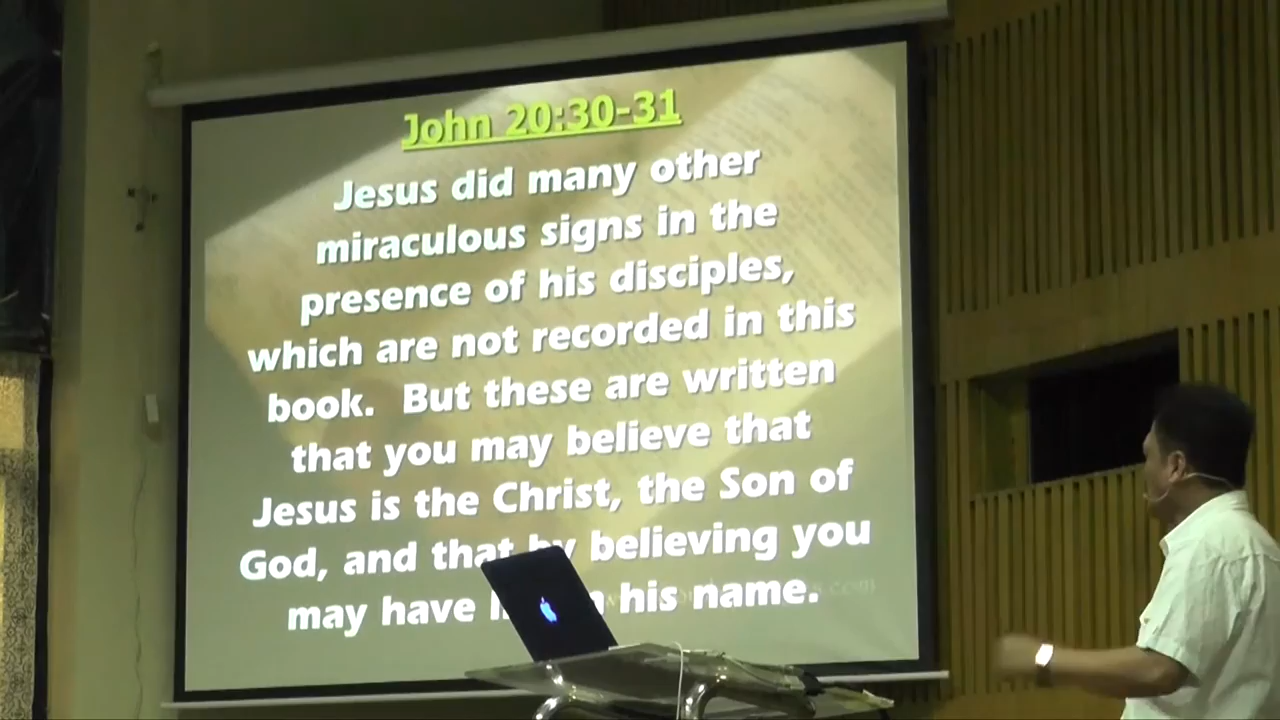 John 20:30-31
Jesus did many other
miraculous signs in the
presence of his disciples,
which are not recorded in this
book. But these are written
that you may believe that
Jesus is the Christ, the Son of
God, and that by believing you
may have his name.